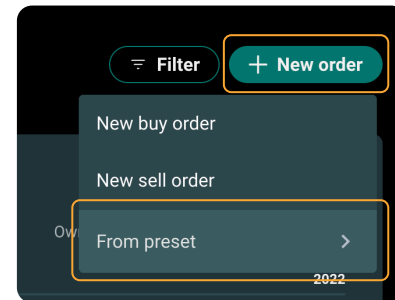 Filter
New order
New buy order
New sell order
From preset
2022